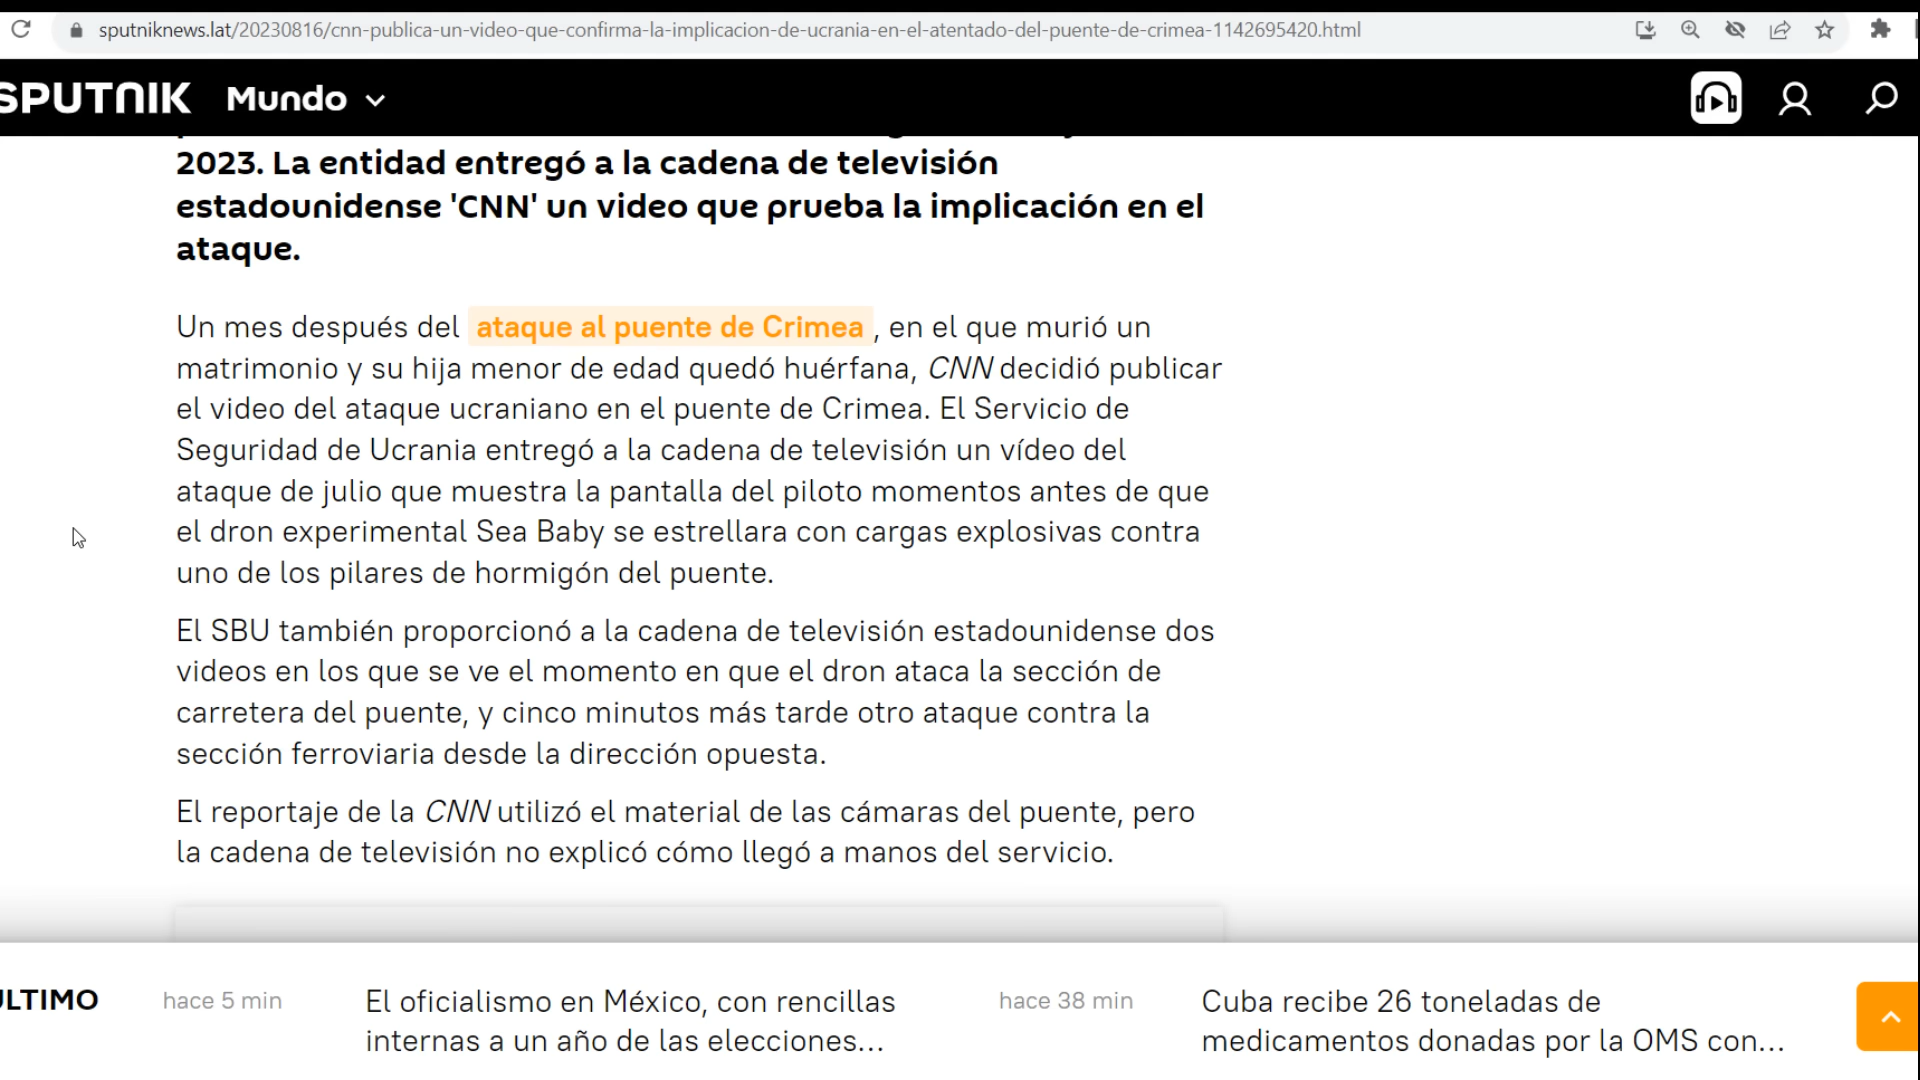 sputniknews.lat/20230816/cnn-publica-un-video-que-confirma-la-implicacion-de-ucrania-en-el-atentado-del-puente-de-crimea-1142695420.html
SPUTNIK Mundo
2023. La entidad entregó a la cadena de televisión
estadounidense 'CNN' un video que prueba la implicación en el
ataque.
Un mes después del ataque al puente de Crimea, en el que murió un
matrimonio y su hija menor de edad quedó huérfana, CNN decidió publicar
el video del ataque ucraniano en el puente de Crimea. El Servicio de
Seguridad de Ucrania entregó a la cadena de televisión un vídeo del
ataque de julio que muestra la pantalla del piloto momentos antes de que
el dron experimental Sea Baby se estrellara con cargas explosivas contra
uno de los pilares de hormigón del puente.
El SBU también proporcionó a la cadena de televisión estadounidense dos
videos en los que se ve el momento en que el dron ataca la sección de
carretera del puente, y cinco minutos más tarde otro ataque contra la
sección ferroviaria desde la dirección opuesta.
El reportaje de la CNN utilizó el material de las cámaras del puente, pero
la cadena de televisión no explicó cómo llegó a manos del servicio.
LTIMO
hace 5 min
El oficialismo en México, con rencillas
internas a un año de las elecciones...
hace 38 min
Cuba recibe 26 toneladas de
medicamentos donadas por la OMS con...